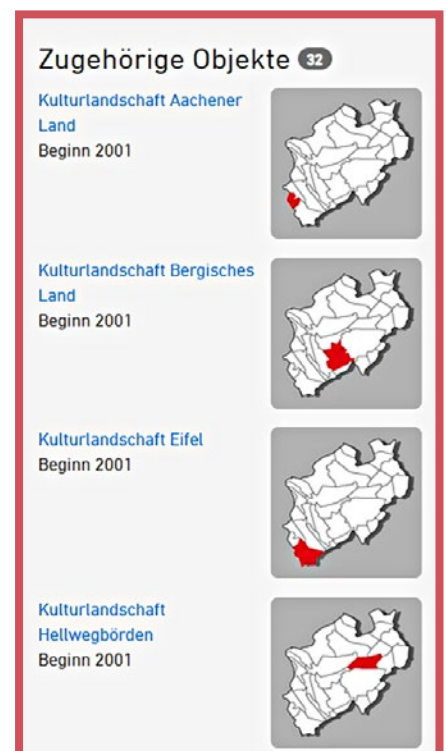 Zugehörige Objekte 32
Kulturlandschaft Aachener
Land
Beginn 2001
Kulturlandschaft Bergisches
Land
Beginn 2001
Kulturlandschaft Eifel
Beginn 2001
Kulturlandschaft
Hellwegbörden
Beginn 2001